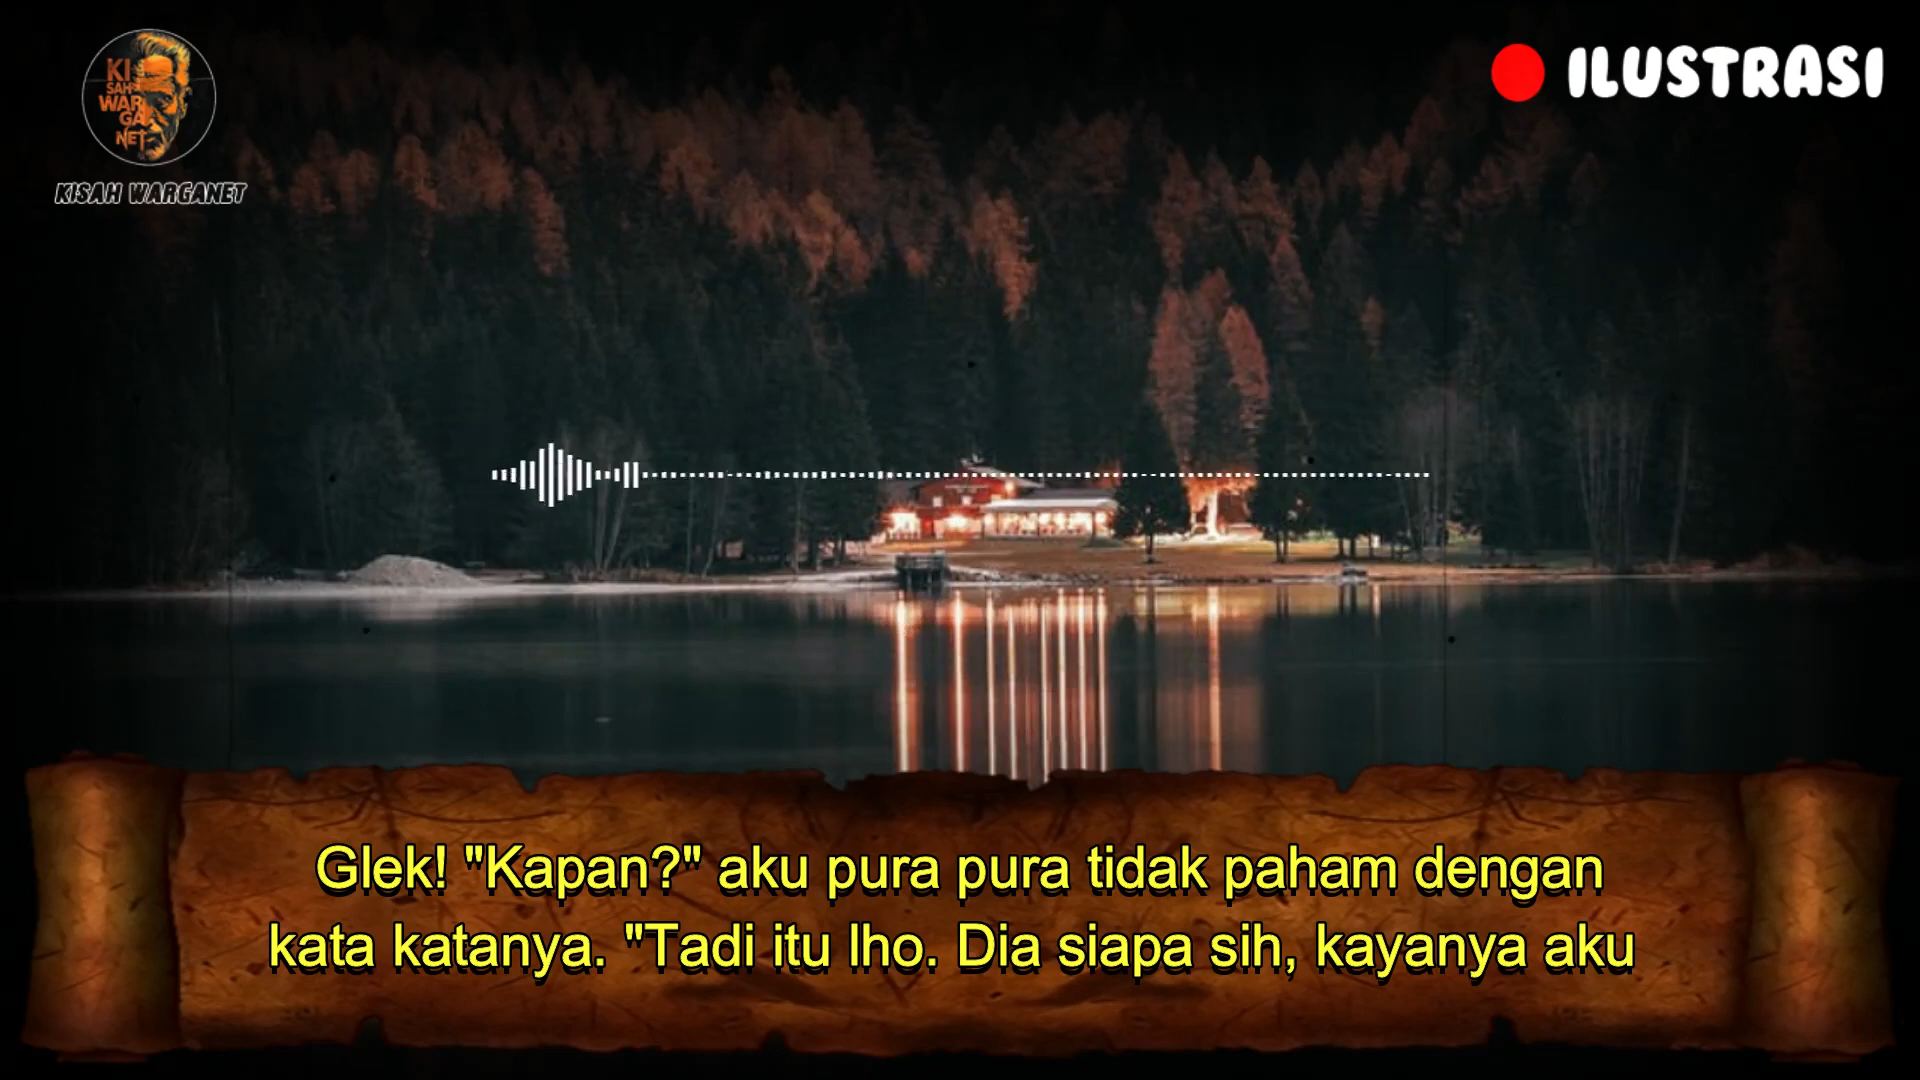 KI
SAH
WAR
GA
NET
KISAH WARGANET
ILUSTRASI
Glek! "Kapan?" aku pura pura tidak paham dengan
kata katanya. "Tadi itu lho. Dia siapa sih, kayanya aku